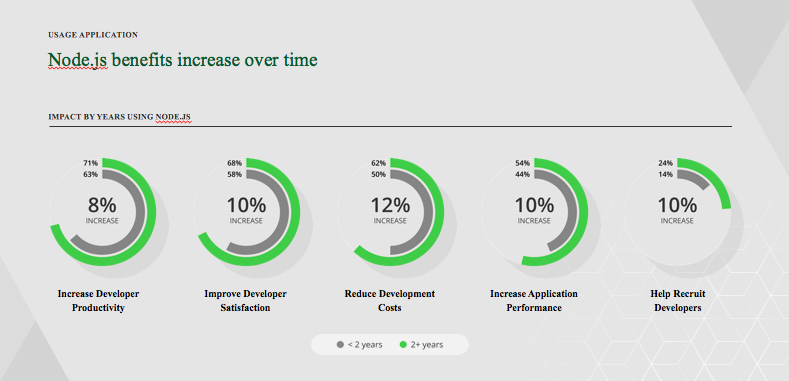 USAGE APPLICATION
Node.js benefits increase over time
IMPACT BY YEARS USING NODE.JS
71%
63%
8%
INCREASE
Increase Developer
Productivity
68%
58%
10%
INCREASE
Improve Developer
Satisfaction
62%
50%
12%
INCREASE
Reduce Development
Costs
54%
44%
10%
INCREASE
Increase Application
Performance
24%
14%
10%
INCREASE
Help Recruit
Developers
< 2 years
2+ years